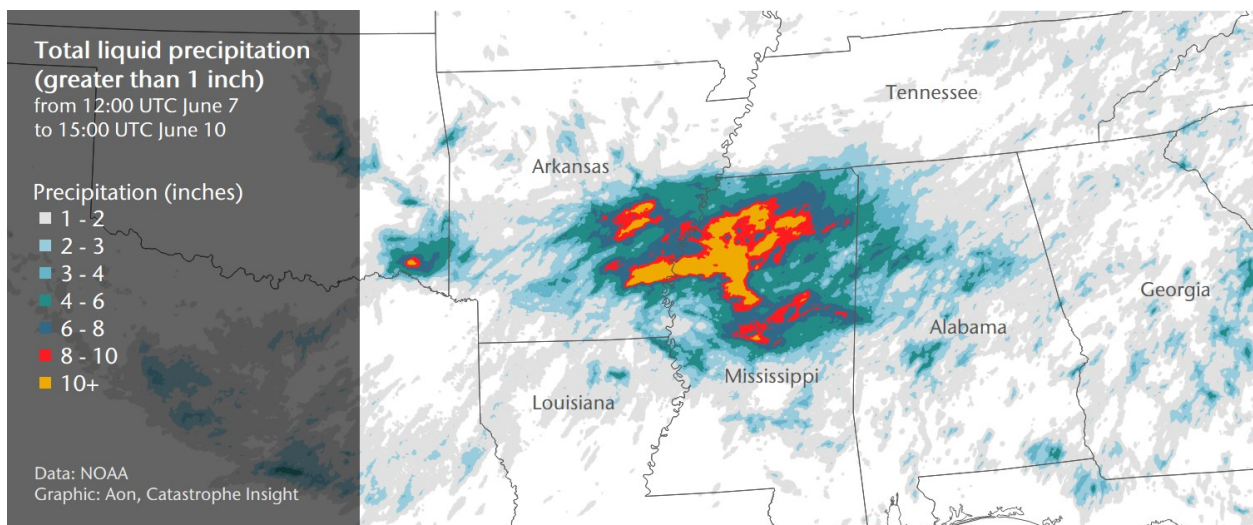 Total liquid precipitation
(greater than 1 inch)
from 12:00 UTC June 7
to 15:00 UTC June 10
Precipitation (inches)
1 - 2
2 - 3
3 - 4
4 - 6
6 - 8
8 - 10
10+
Data: NOAA
Graphic: Aon, Catastrophe Insight
Tennessee
Arkansas
Georgia
Alabama
Mississippi
Louisiana